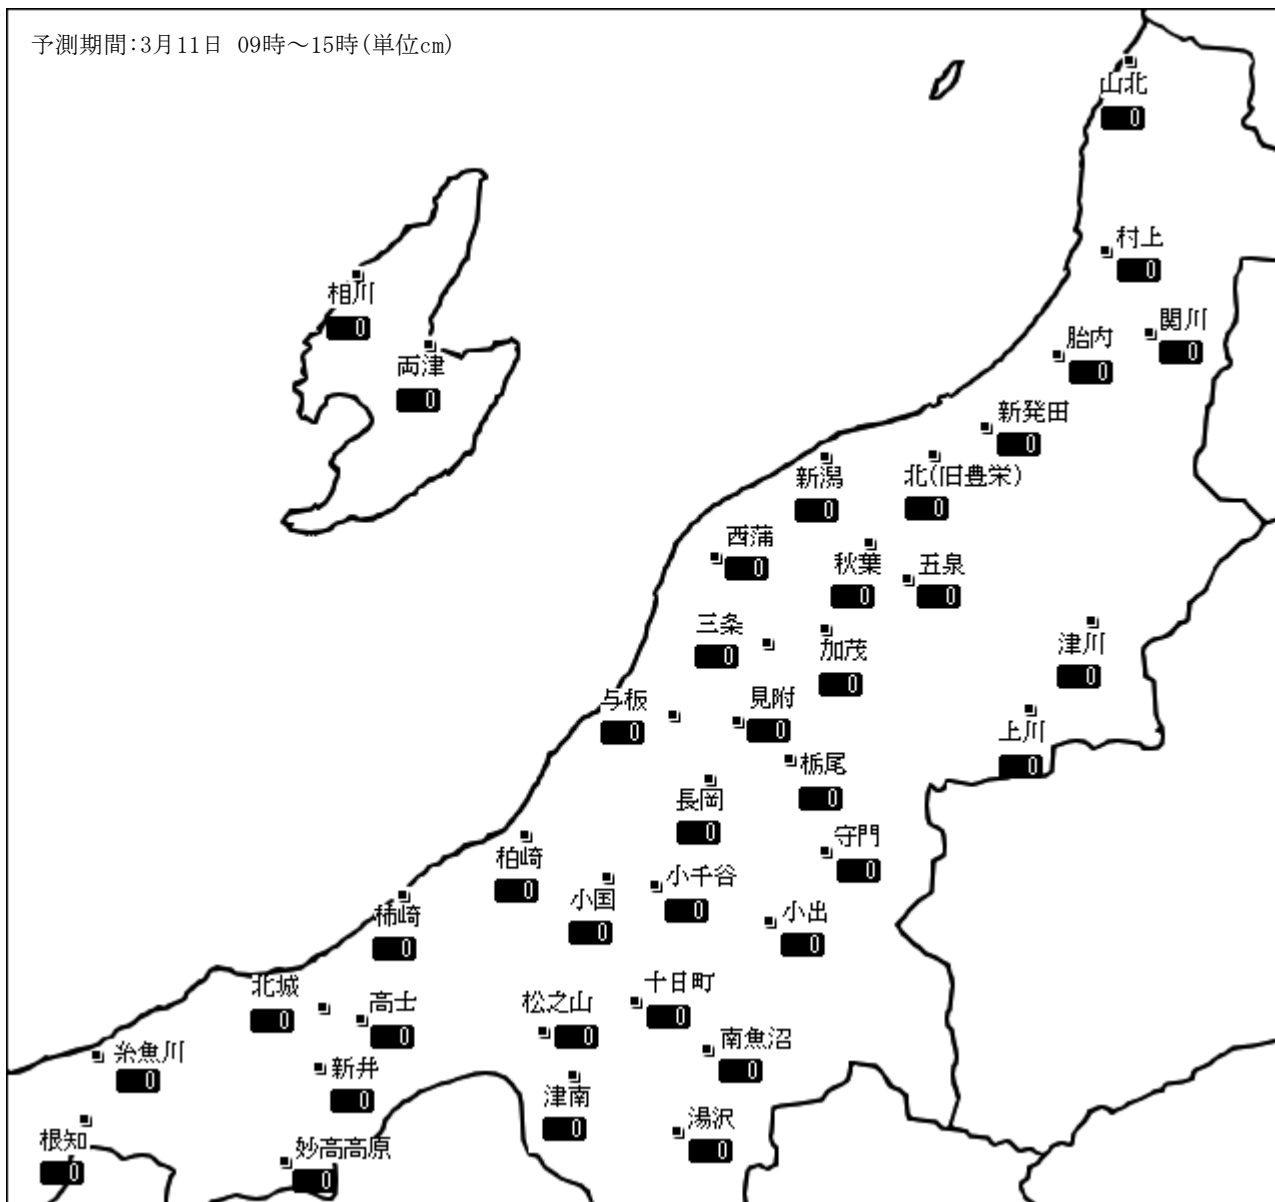 予測期間:3月11日 09時～15時(単位cm)
山北
0
村上
0
相川
0
関川
0
胎内
0
両津
0
新発田
0
新潟
0
北(旧豊栄)
0
西蒲
0
秋葉
0
五泉
0
三条
0
加茂
0
津川
0
与板
0
見附
0
上川
0
栃尾
0
長岡
0
守門
0
柏崎
0
小千谷
0
小国
0
柿崎
0
小出
0
北城
0
高士
0
松之山
0
十日町
0
南魚沼
0
糸魚川
0
新井
0
津南
0
湯沢
0
根知
0
妙高高原
0